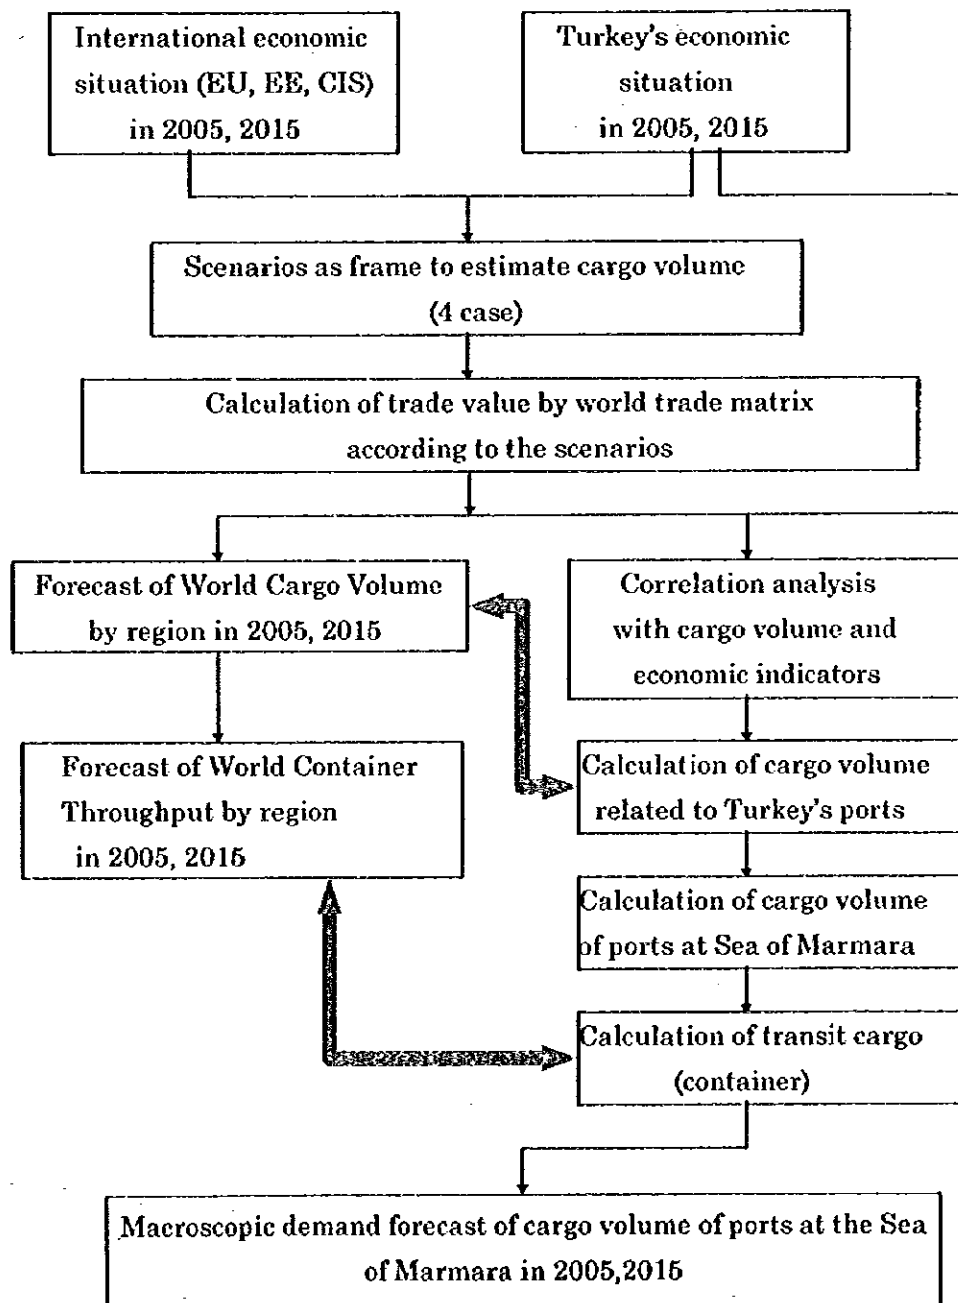 International economic
situation (EU, EE, CIS)
in 2005, 2015
Turkey's economic
situation
in 2005, 2015
Scenarios as frame to estimate cargo volume
(4 case)
Calculation of trade value by world trade matrix
according to the scenarios
Forecast of World Cargo Volume
by region in 2005, 2015
Correlation analysis
with cargo volume and
economic indicators
Forecast of World Container
Throughput by region
in 2005, 2015
Calculation of cargo volume
related to Turkey's ports
Calculation of cargo volume
of ports at Sea of Marmara
Calculation of transit cargo
(container)
Macroscopic demand forecast of cargo volume of ports at the Sea
of Marmara in 2005,2015